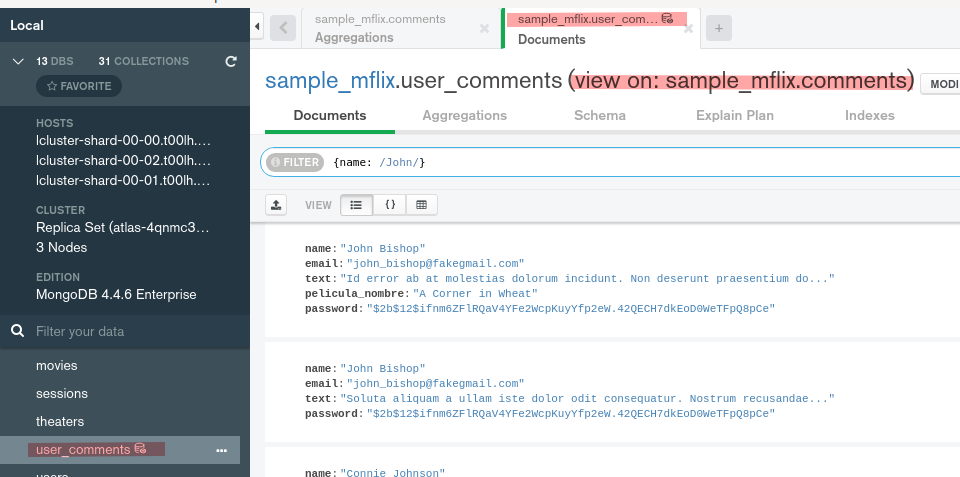 Local
13 DBS 31 COLLECTIONS
FAVORITE
HOSTS
lcluster-shard-00-00.t00lh....
lcluster-shard-00-02.t00lh....
lcluster-shard-00-01.t00lh....
CLUSTER
Replica Set (atlas-4qnmc3...
3 Nodes
EDITION
MongoDB 4.4.6 Enterprise
Filter your data
movies
sessions
theaters
user_comments
users
sample_mflix.comments
Aggregations
sample_mflix.user_com...
Documents
sample_mflix.user_comments (view on: sample_mflix.comments)
MODI
Documents Aggregations Schema Explain Plan Indexes
FILTER {name: /John/}
VIEW
name:"John Bishop"
email:"john_bishop@fakegmail.com"
text:"Id error ab at molestias dolorum incidunt. Non deserunt praesentium do..."
pelicula_nombre:"A Corner in Wheat"
password:"$2b$12$ifnm6ZFlRQaV4YFe2WcpKuyYfp2eW.42QECH7dkEoD0WeTFpQ8pCe"
name:"John Bishop"
email:"john_bishop@fakegmail.com"
text:"Soluta aliquam a ullam iste dolor odit consequatur. Nostrum recusandae..."
password:"$2b$12$ifnm6ZFlRQaV4YFe2WcpKuyYfp2eW.42QECH7dkEoD0WeTFpQ8pCe"
name:"Connie Johnson"